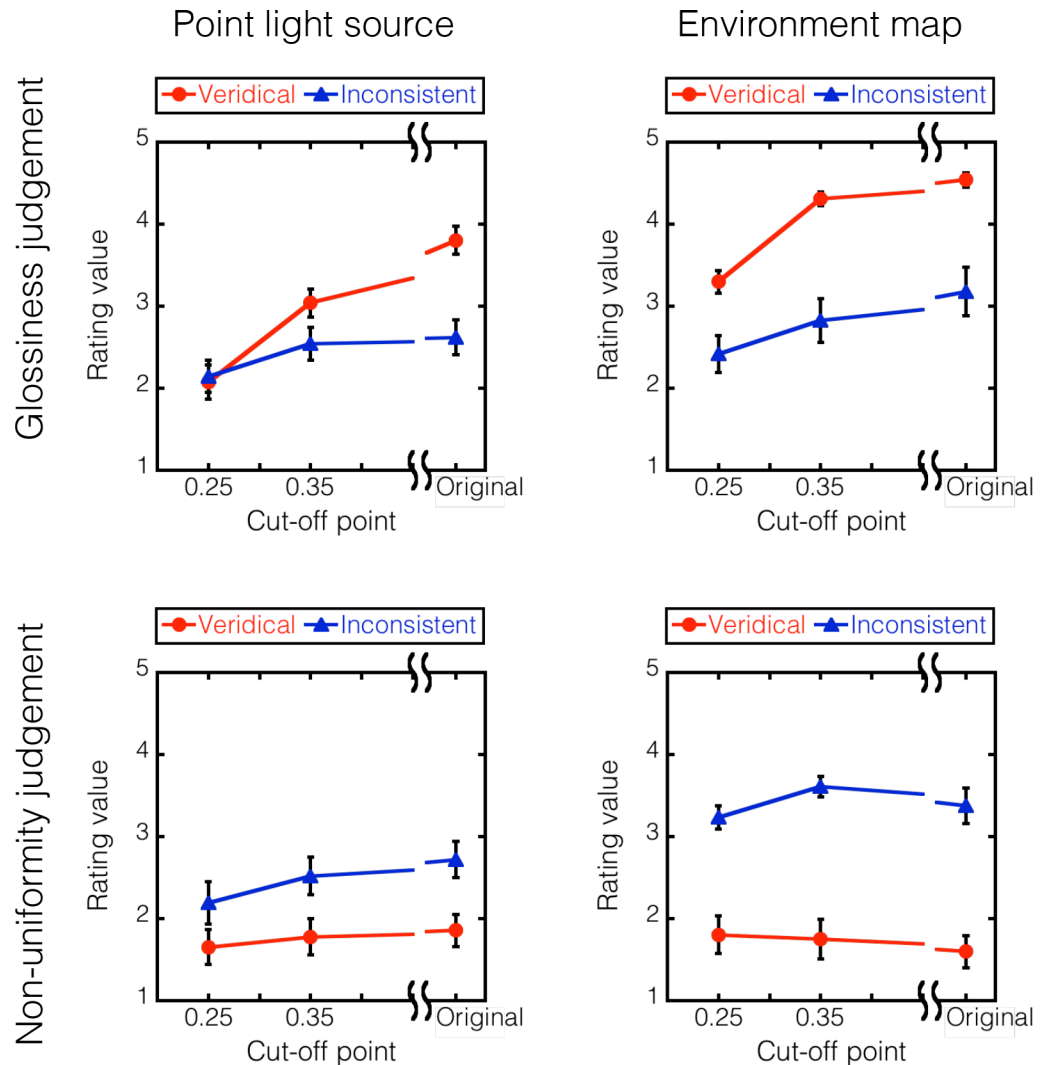 Point light source
Environment map
Glossiness judgement
Veridical Inconsistent
5
4
3
2
1
Rating value
0.25 0.35 Original
Cut-off point
Veridical Inconsistent
5
4
3
2
1
Rating value
0.25 0.35 Original
Cut-off point
Non-uniformity judgement
Veridical Inconsistent
5
4
3
2
1
Rating value
0.25 0.35 Original
Cut-off point
Veridical Inconsistent
5
4
3
2
1
Rating value
0.25 0.35 Original
Cut-off point